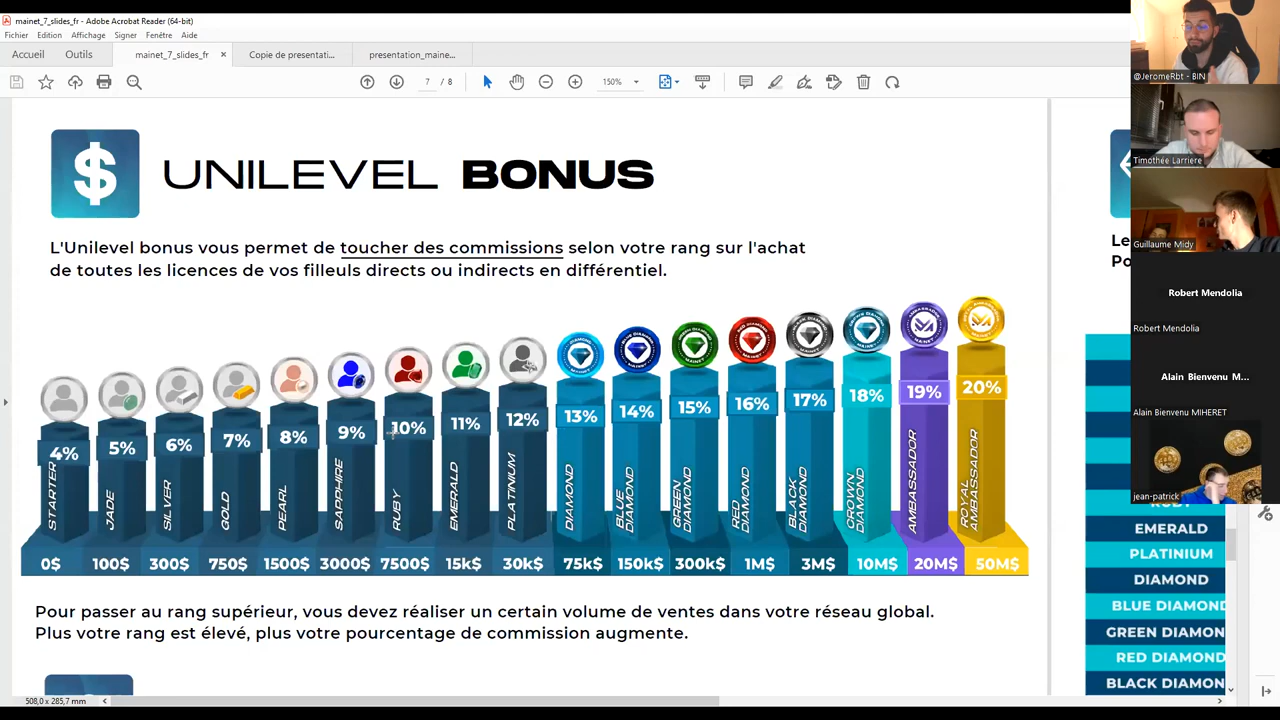 mainet_7_slides_fr - Adobe Acrobat Reader (64-bit)
Fichier Edition Affichage Signer Fenêtre Aide
Accueil Outils mainet_7_slides_fr × Copie de presentati... presentation_maine...
7 / 8 150%
$ UNILEVEL BONUS
L'Unilevel bonus vous permet de toucher des commissions selon votre rang sur l'achat
de toutes les licences de vos filleuls directs ou indirects en différentiel.
4% 5% 6% 7% 8% 9% 10% 11% 12% 13% 14% 15% 16% 17% 18% 19% 20%
STARTER JADE SILVER GOLD PEARL SAPPHIRE RUBY EMERALD PLATINIUM DIAMOND BLUE DIAMOND GREEN DIAMOND RED DIAMOND BLACK DIAMOND CROWN DIAMOND AMBASSADOR ROYAL AMBASSADOR
0$ 100$ 300$ 750$ 1500$ 3000$ 7500$ 15k$ 30k$ 75k$ 150k$ 300k$ 1M$ 3M$ 10M$ 20M$ 50M$
Pour passer au rang supérieur, vous devez réaliser un certain volume de ventes dans votre réseau global.
Plus votre rang est élevé, plus votre pourcentage de commission augmente.
508,0 x 285,7 mm
Le
Po
EMERALD
PLATINIUM
DIAMOND
BLUE DIAMOND
GREEN DIAMON
RED DIAMOND
BLACK DIAMON
@JeromeRbt - BIN
Timothée Larriere
Guillaume Midy
Robert Mendolia
Robert Mendolia
Alain Bienvenu M...
Alain Bienvenu MIHERET
jean-patrick